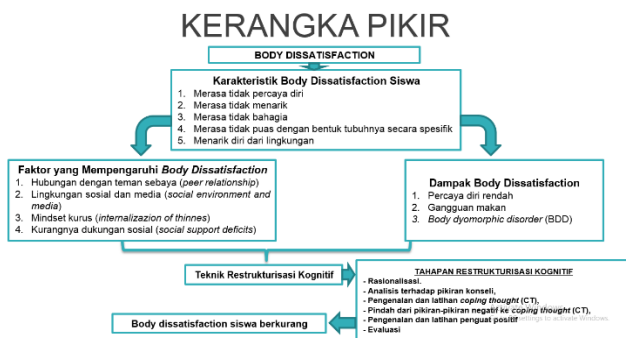 KERANGKA PIKIR
BODY DISSATISFACTION
Karakteristik Body Dissatisfaction Siswa
1. Merasa tidak percaya diri
2. Merasa tidak menarik
3. Merasa tidak bahagia
4. Merasa tidak puas dengan bentuk tubuhnya secara spesifik
5. Menarik diri dari lingkungan
Faktor yang Mempengaruhi Body Dissatisfaction
1. Hubungan dengan teman sebaya (peer relationship)
2. Lingkungan sosial dan media (social environment and
media)
3. Mindset kurus (internalizazion of thinnes)
4. Kurangnya dukungan sosial (social support deficits)
Dampak Body Dissatisfaction
1. Percaya diri rendah
2. Gangguan makan
3. Body dyomorphic disorder (BDD)
Teknik Restrukturisasi Kognitif
TAHAPAN RESTRUKTURISASI KOGNITIF
- Rasionalisasi.
- Analisis terhadap pikiran konseli,
- Pengenalan dan latihan coping thought (CT),
- Pindah dari pikiran-pikiran negatif ke coping thought (CT),
- Pengenalan dan latihan penguat positif
- Evaluasi
settings to activate Windows
Body dissatisfaction siswa berkurang